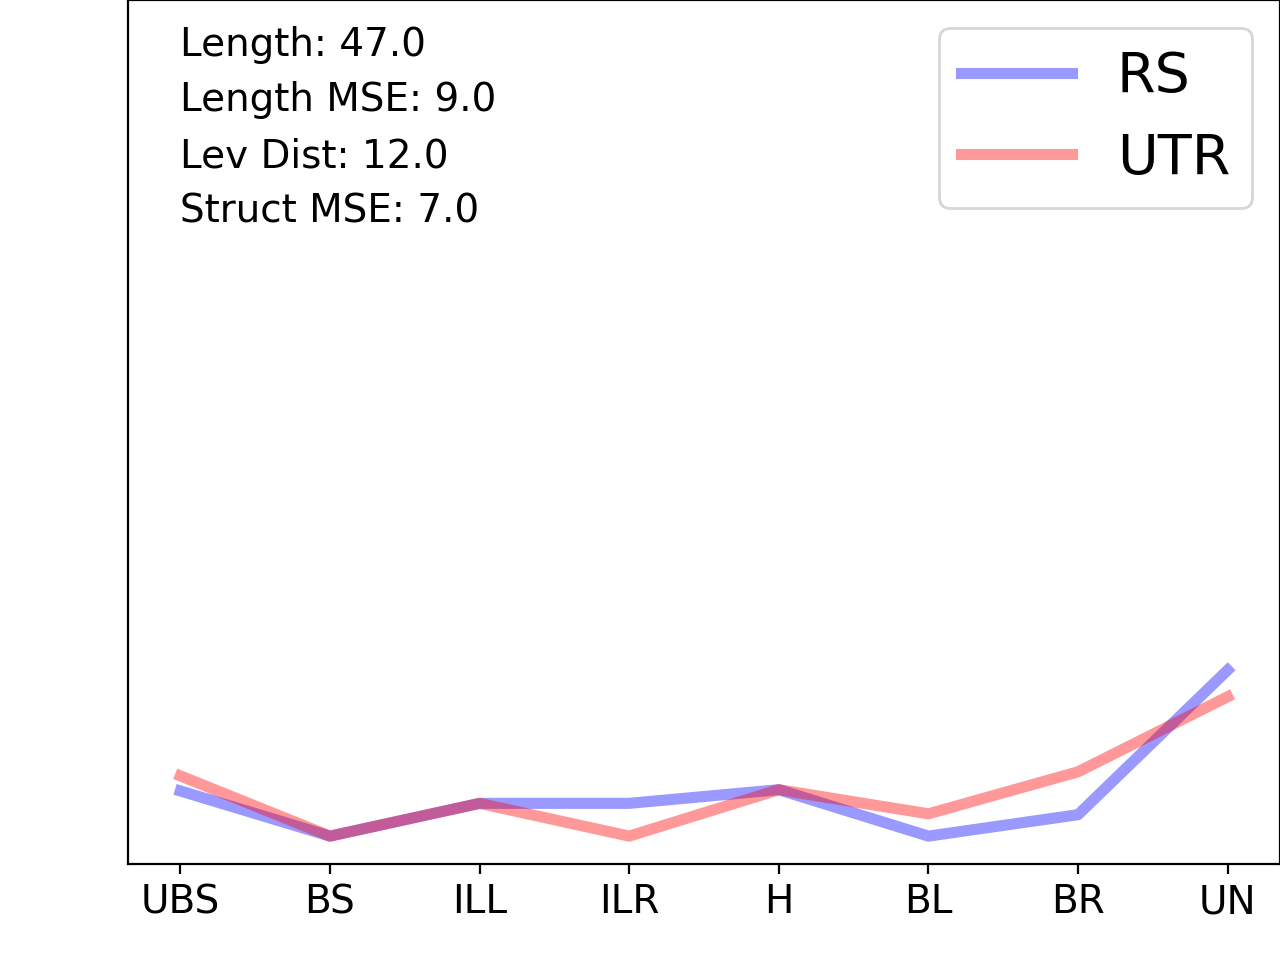 Length: 47.0
Length MSE: 9.0
Lev Dist: 12.0
Struct MSE: 7.0
RS
UTR
UBS BS ILL ILR H BL BR UN